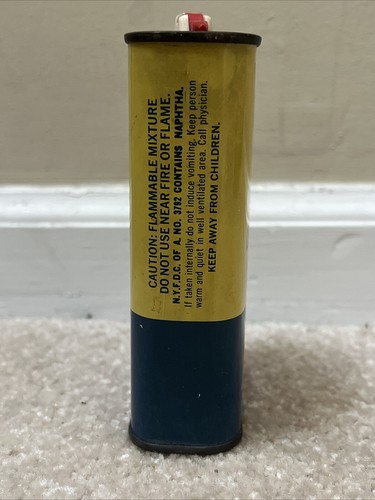 CAUTION: FLAMMABLE MIXTURE
DO NOT USE NEAR FIRE OR FLAME.
N.Y.F.D.C. OF A. NO. 3782 CONTAINS NAPHTHA.
If taken internally do not induce vomiting. Keep person
warm and quiet in well ventilated area. Call physician.
KEEP AWAY FROM CHILDREN.